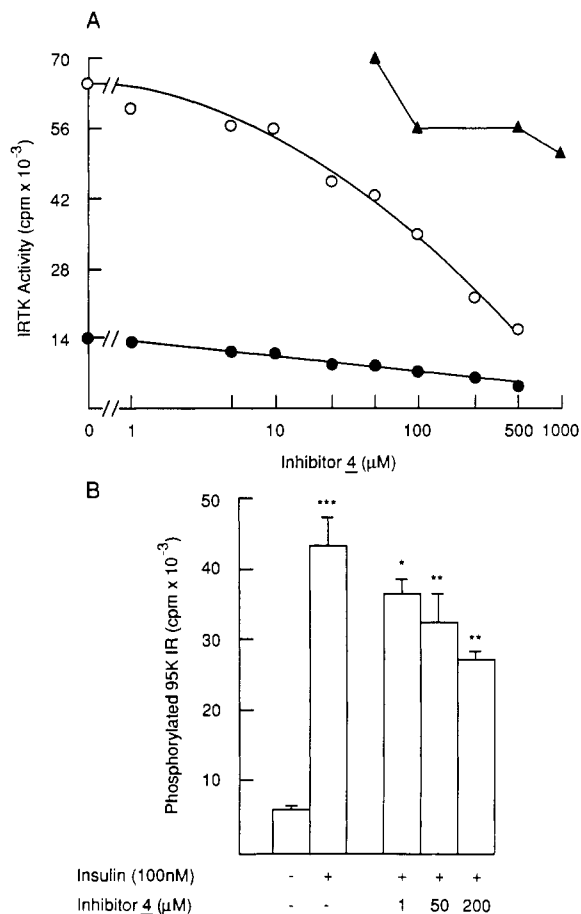 A
IRTK Activity (cpm x 10⁻³)
70
56
42
28
14
0 1 10 100 500 1000
Inhibitor 4 (μM)
B
Phosphorylated 95K IR (cpm x 10⁻³)
50
40
30
20
10
***
*
**
**
Insulin (100nM) - + + + +
Inhibitor 4 (μM) - - 1 50 200